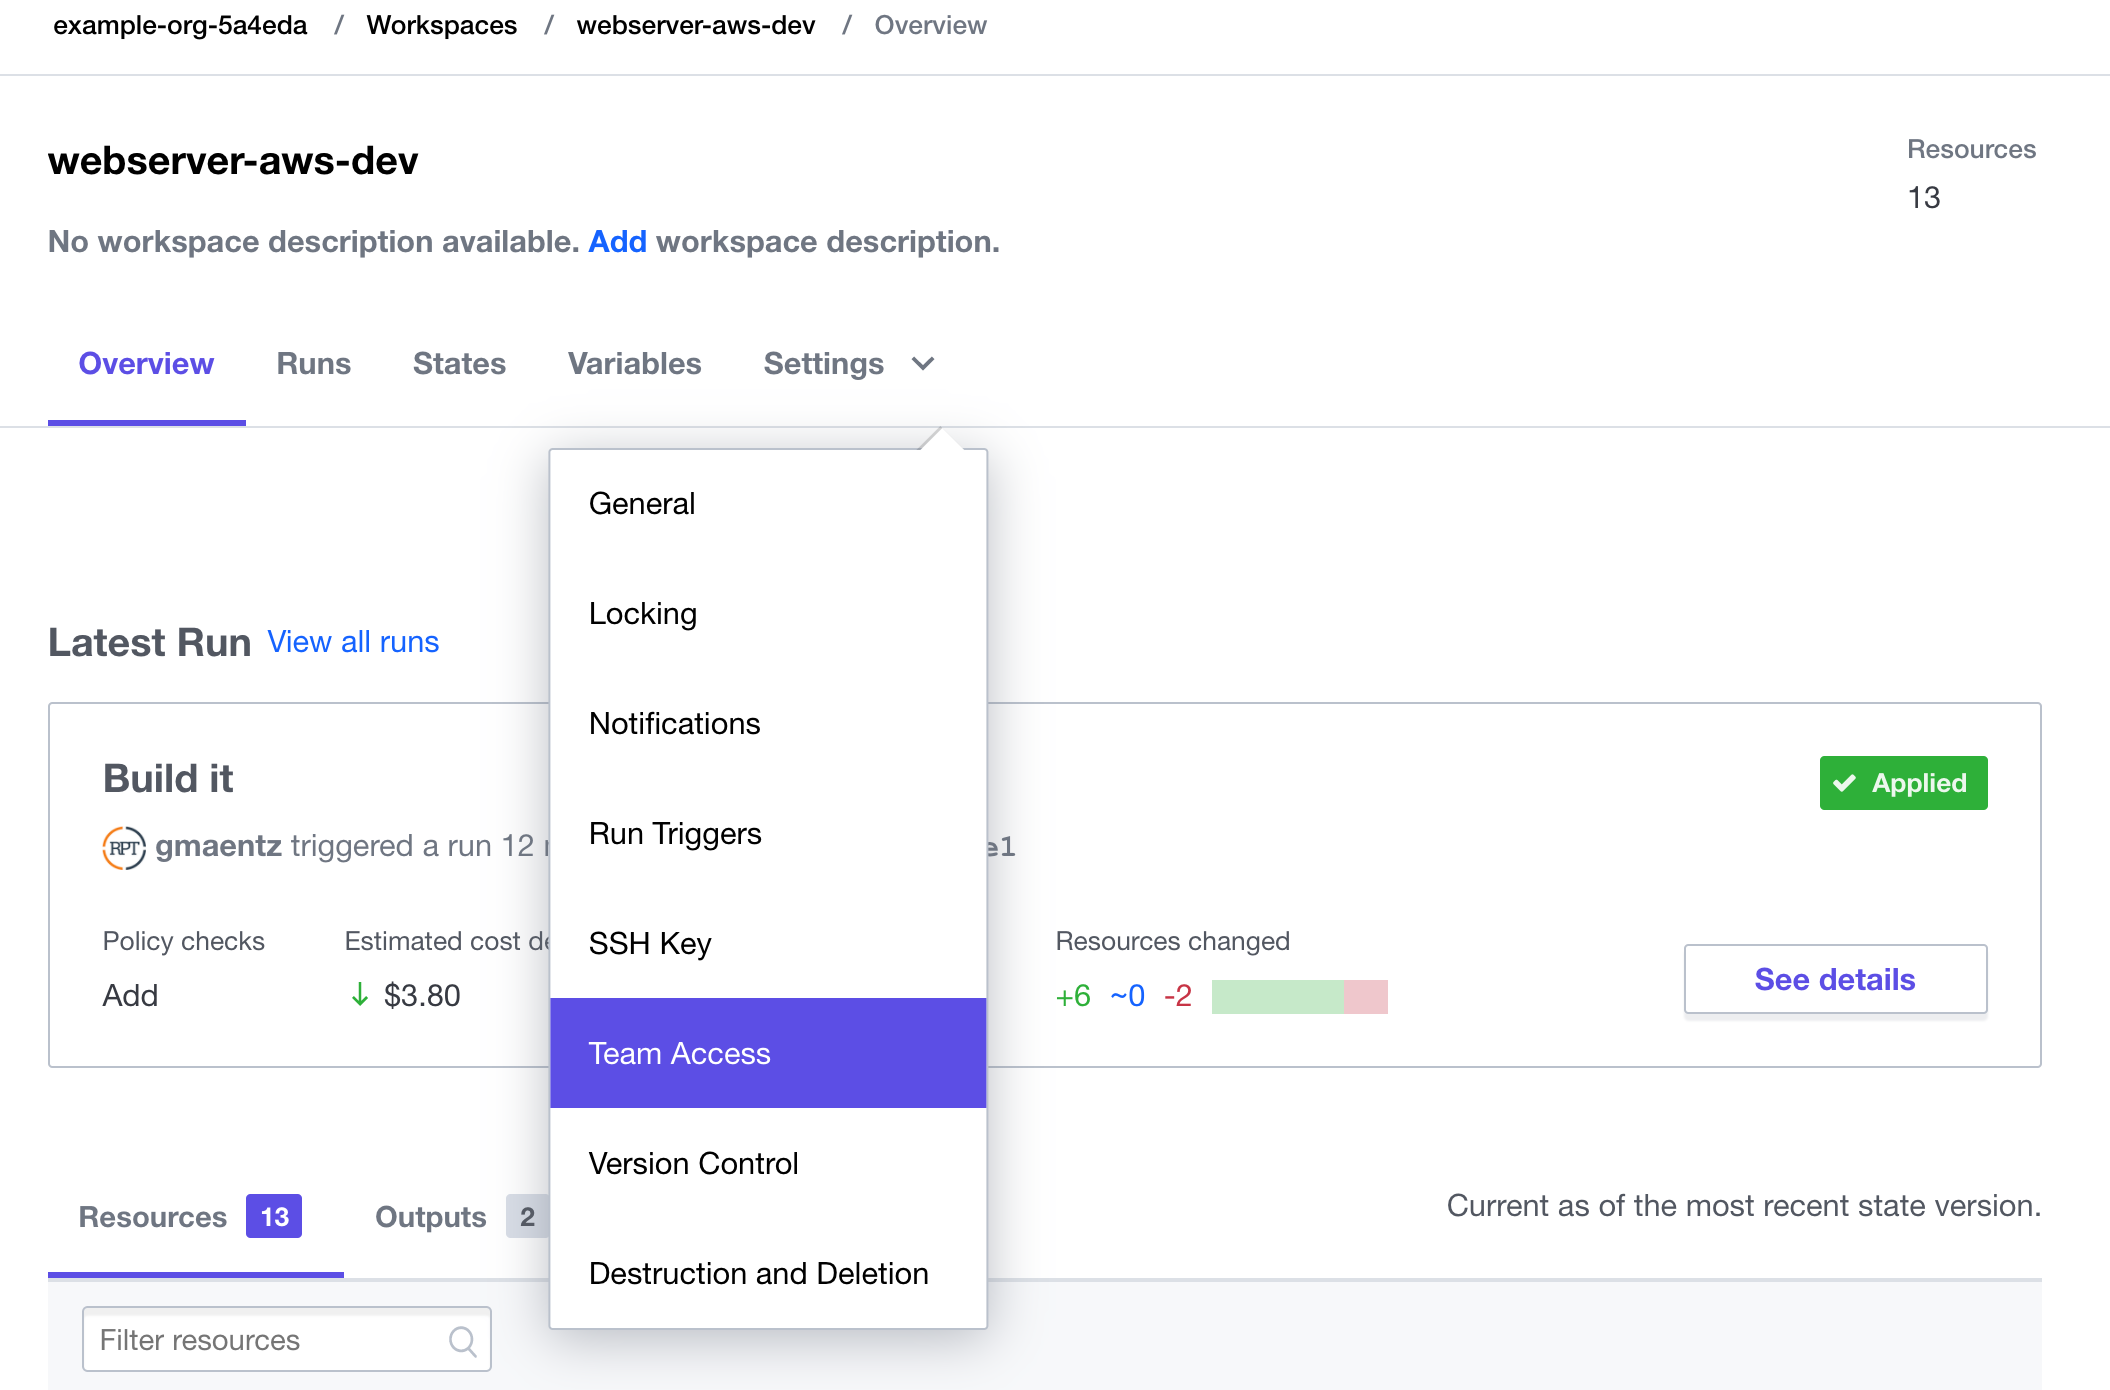 example-org-5a4eda / Workspaces / webserver-aws-dev / Overview
webserver-aws-dev
Resources
13
No workspace description available. Add workspace description.
Overview Runs States Variables Settings
General
Locking
Notifications
Run Triggers
SSH Key
Team Access
Version Control
Destruction and Deletion
Latest Run View all runs
Build it
Applied
RPT gmaentz triggered a run 12
Policy checks Estimated cost Resources changed
Add ↓ $3.80 +6 ~0 -2
See details
Resources 13 Outputs 2
Current as of the most recent state version.
Filter resources